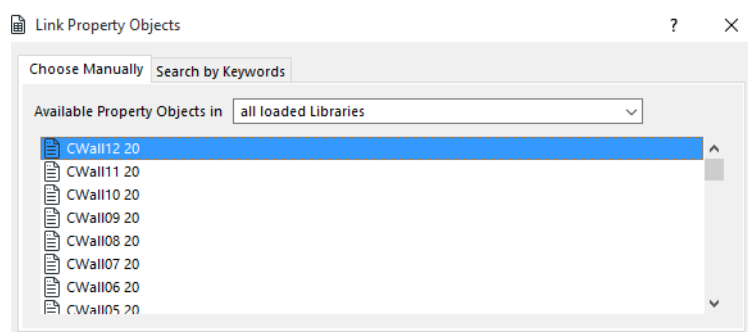 Link Property Objects ?
Choose Manually Search by Keywords
Available Property Objects in all loaded Libraries
CWall12 20
CWall11 20
CWall10 20
CWall09 20
CWall08 20
CWall07 20
CWall06 20
CWall05 20